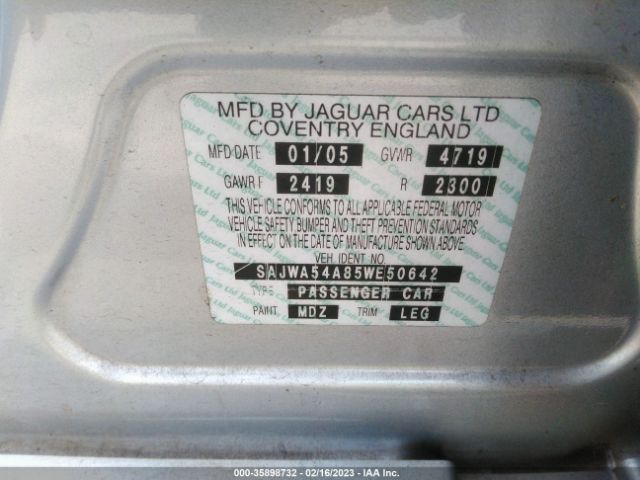 MFD BY JAGUAR CARS LTD
COVENTRY ENGLAND
MFD DATE 01/05 GVWR 4719
GAWR F 2419 R 2300
THIS VEHICLE CONFORMS TO ALL APPLICABLE FEDERAL MOTOR
VEHICLE SAFETY BUMPER AND THEFT PREVENTION STANDARDS
IN EFFECT ON THE DATE OF MANUFACTURE SHOWN ABOVE
VEH. IDENT NO.
SAJWA54A85WE50642
TYPE PASSENGER CAR
PAINT MDZ TRIM LEG
000-35898732 - 02/16/2023 - IAA Inc.